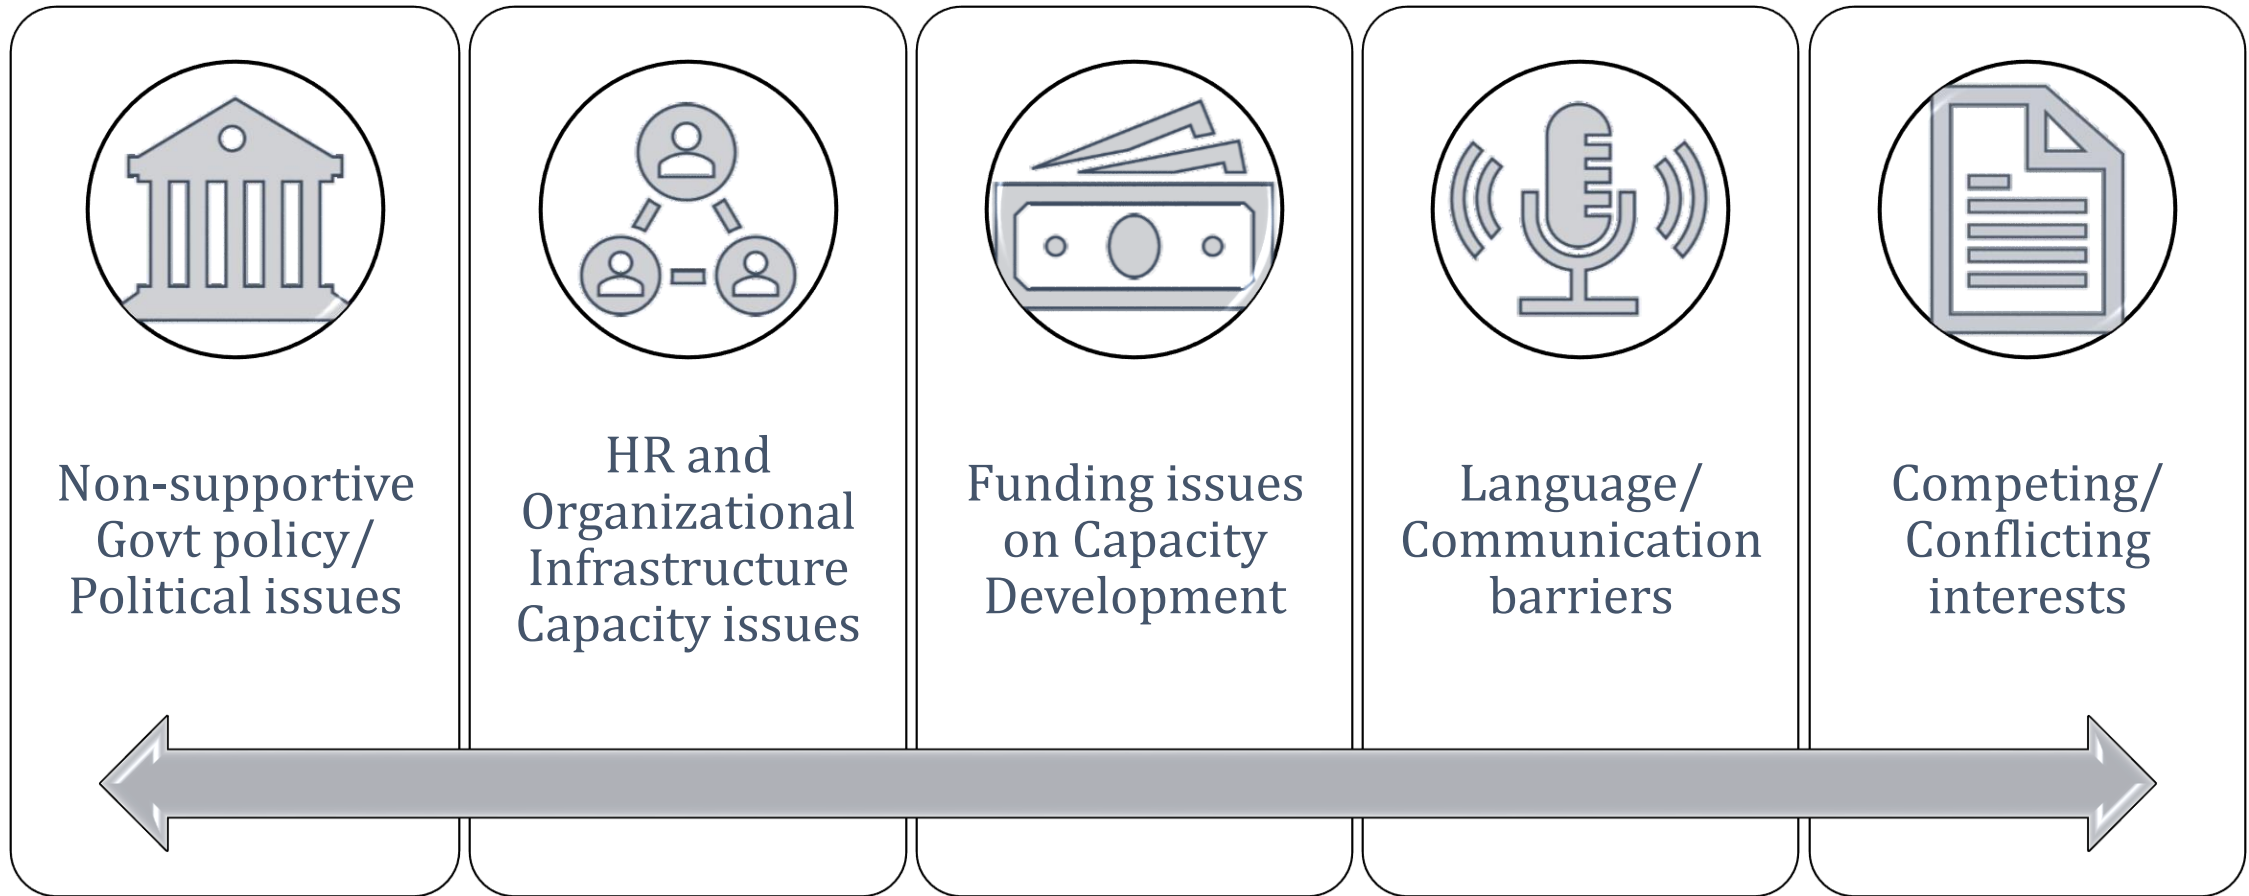 Non-supportive
Govt policy/
Political issues
HR and
Organizational
Infrastructure
Capacity issues
Funding issues
on Capacity
Development
Language/
Communication
barriers
Competing/
Conflicting
interests